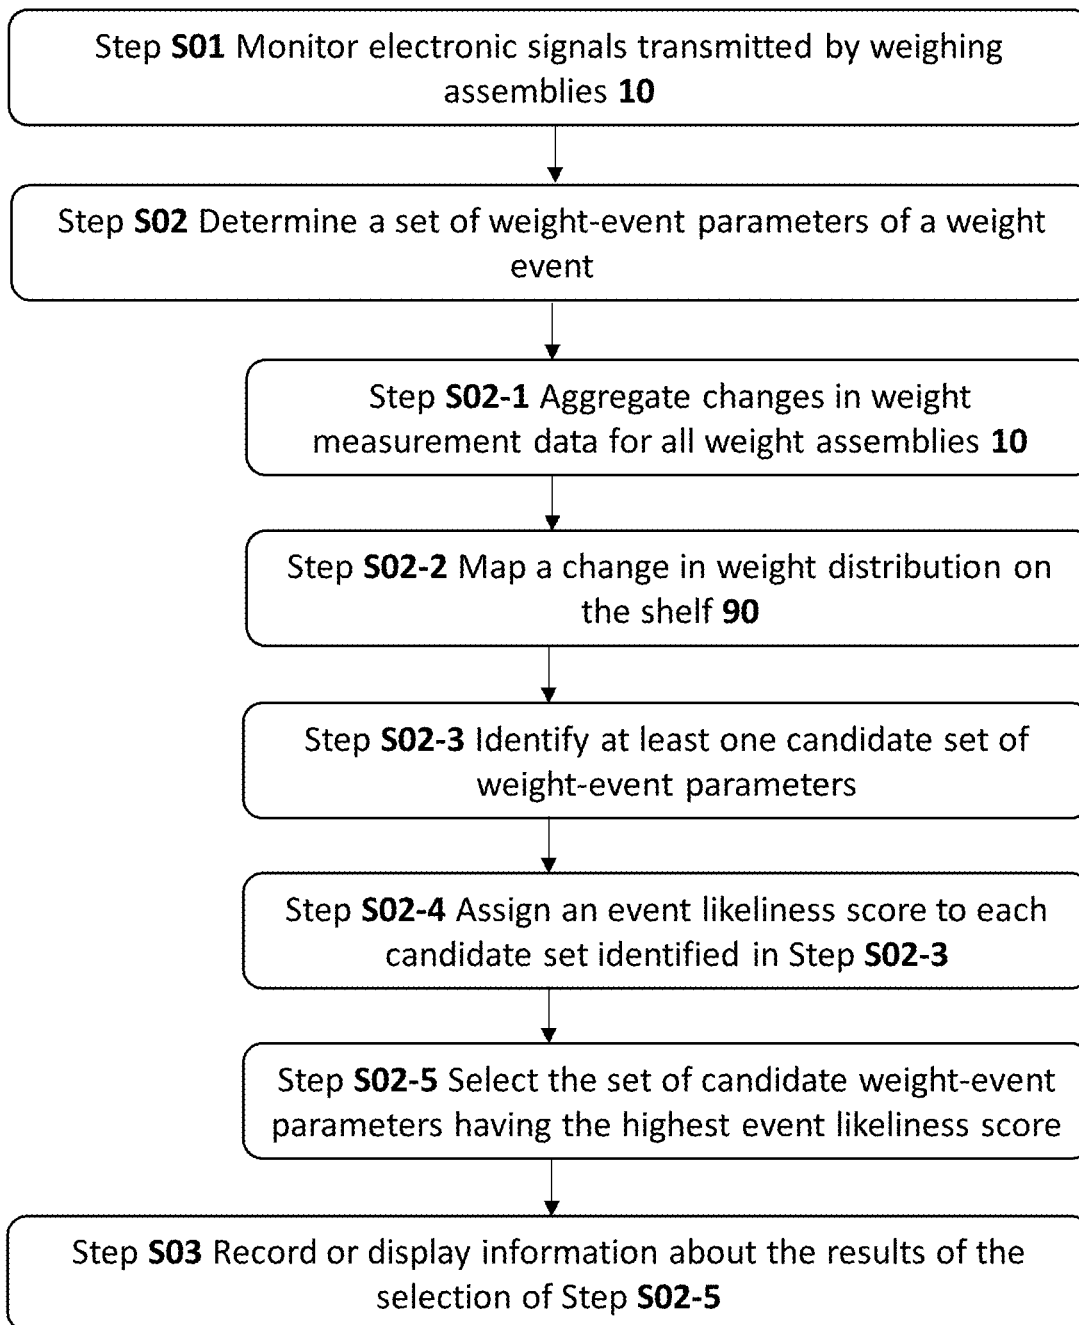 Step S01 Monitor electronic signals transmitted by weighing
assemblies 10
Step S02 Determine a set of weight-event parameters of a weight
event
Step S02-1 Aggregate changes in weight
measurement data for all weight assemblies 10
Step S02-2 Map a change in weight distribution on
the shelf 90
Step S02-3 Identify at least one candidate set of
weight-event parameters
Step S02-4 Assign an event likeliness score to each
candidate set identified in Step S02-3
Step S02-5 Select the set of candidate weight-event
parameters having the highest event likeliness score
Step S03 Record or display information about the results of the
selection of Step S02-5